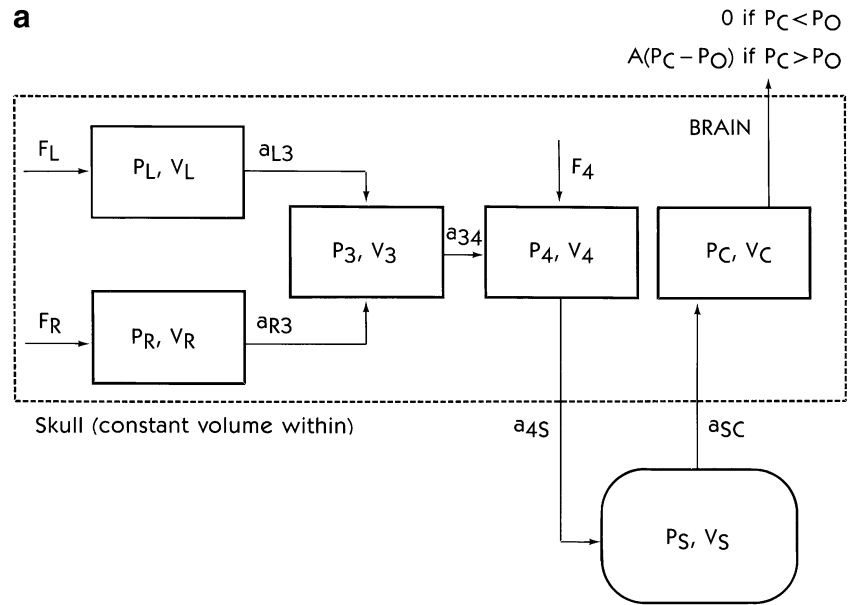 a
0 if PC<PO
A(PC–PO) if PC>PO
BRAIN
FL
PL, VL
aL3
F4
P3, V3
a34
P4, V4
PC, VC
FR
PR, VR
aR3
Skull (constant volume within)
a4S
aSC
PS, VS